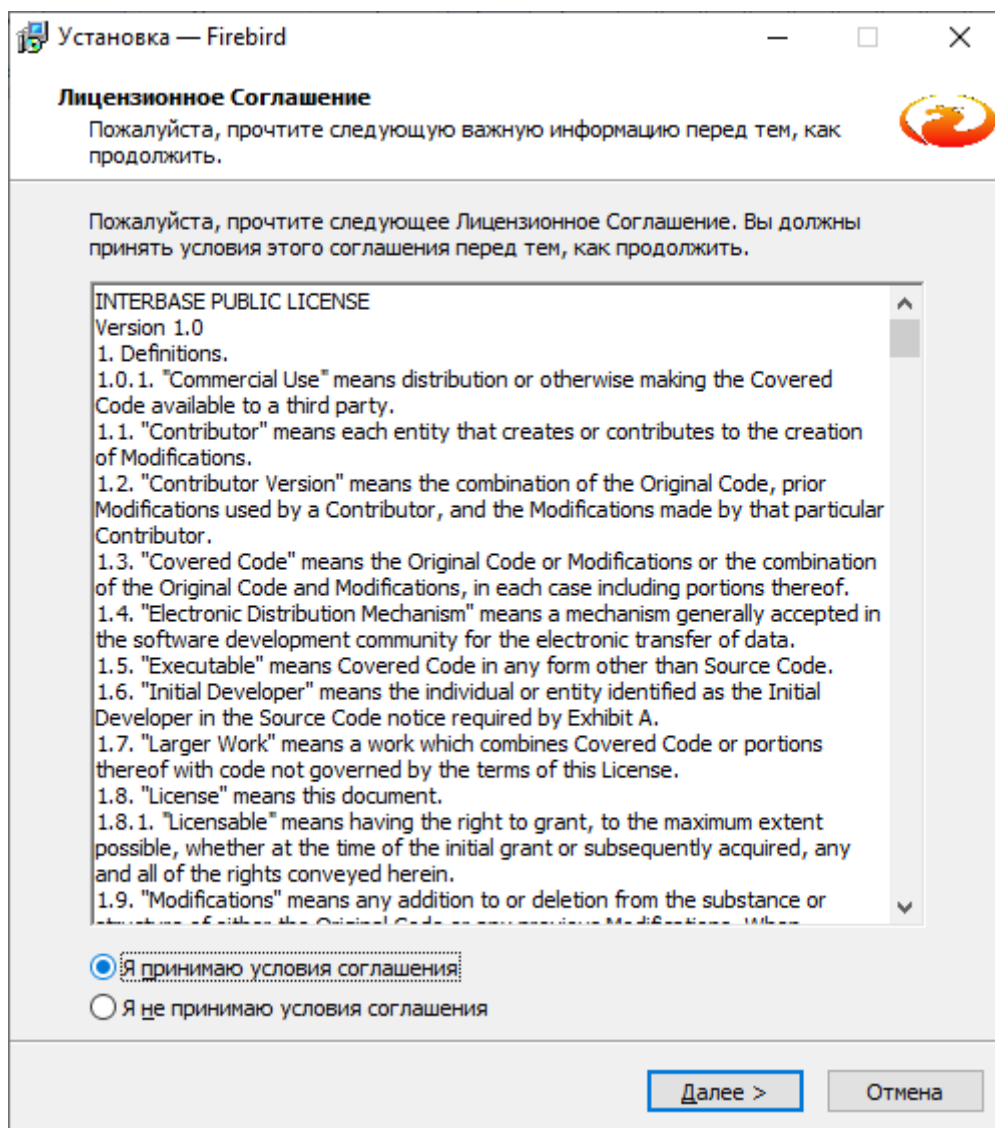 Установка — Firebird
Лицензионное Соглашение
Пожалуйста, прочтите следующую важную информацию перед тем, как
продолжить.
Пожалуйста, прочтите следующее Лицензионное Соглашение. Вы должны
принять условия этого соглашения перед тем, как продолжить.
INTERBASE PUBLIC LICENSE
Version 1.0
1. Definitions.
1.0.1. "Commercial Use" means distribution or otherwise making the Covered
Code available to a third party.
1.1. "Contributor" means each entity that creates or contributes to the creation
of Modifications.
1.2. "Contributor Version" means the combination of the Original Code, prior
Modifications used by a Contributor, and the Modifications made by that particular
Contributor.
1.3. "Covered Code" means the Original Code or Modifications or the combination
of the Original Code and Modifications, in each case including portions thereof.
1.4. "Electronic Distribution Mechanism" means a mechanism generally accepted in
the software development community for the electronic transfer of data.
1.5. "Executable" means Covered Code in any form other than Source Code.
1.6. "Initial Developer" means the individual or entity identified as the Initial
Developer in the Source Code notice required by Exhibit A.
1.7. "Larger Work" means a work which combines Covered Code or portions
thereof with code not governed by the terms of this License.
1.8. "License" means this document.
1.8.1. "Licensable" means having the right to grant, to the maximum extent
possible, whether at the time of the initial grant or subsequently acquired, any
and all of the rights conveyed herein.
1.9. "Modifications" means any addition to or deletion from the substance or
structure of either the Original Code or any previous Modifications. When
Я принимаю условия соглашения
Я не принимаю условия соглашения
Далее >
Отмена